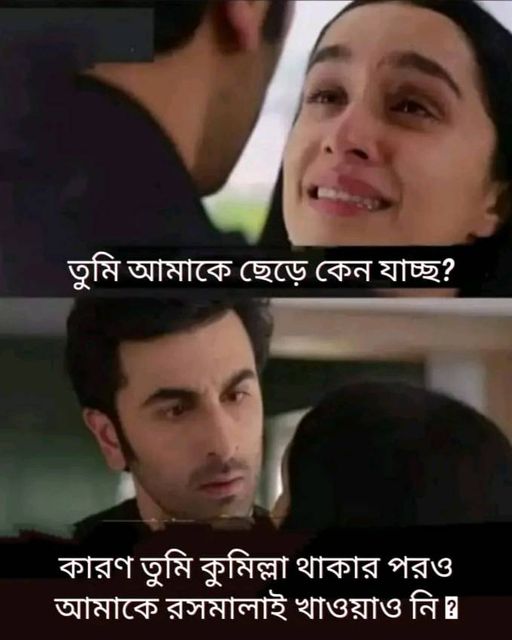 তুমি আমাকে ছেড়ে কেন যাচ্ছ?
কারণ তুমি কুমিল্লা থাকার পরও
আমাকে রসমালাই খাওয়াও নি